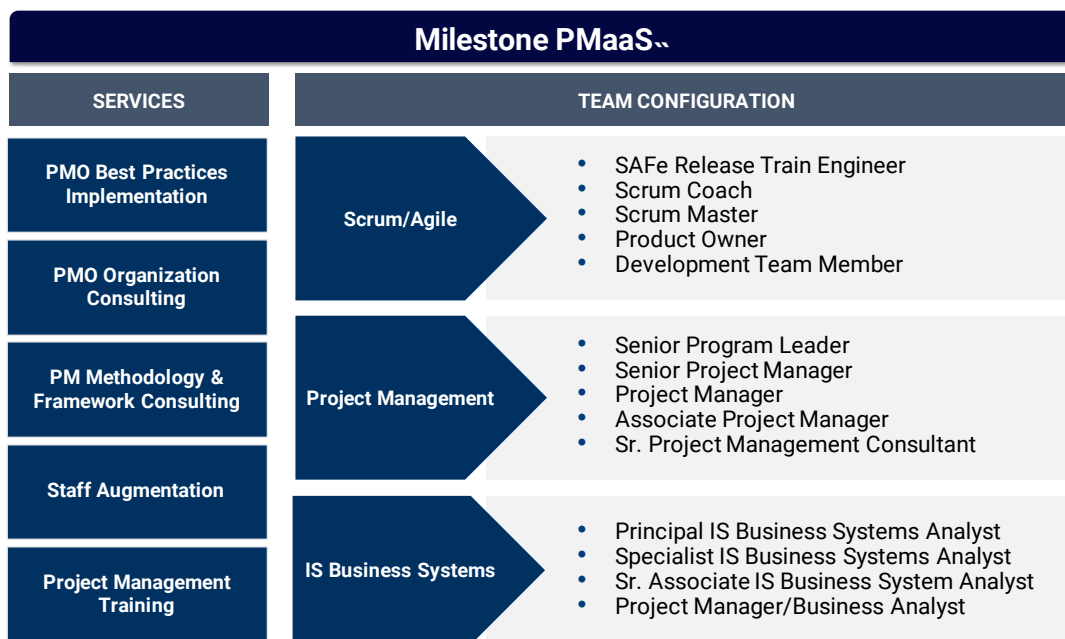 Milestone PMaaS
SERVICES
PMO Best Practices
Implementation
PMO Organization
Consulting
PM Methodology &
Framework Consulting
Staff Augmentation
Project Management
Training
TEAM CONFIGURATION
Scrum/Agile
• SAFe Release Train Engineer
• Scrum Coach
• Scrum Master
• Product Owner
• Development Team Member
Project Management
• Senior Program Leader
• Senior Project Manager
• Project Manager
• Associate Project Manager
• Sr. Project Management Consultant
IS Business Systems
• Principal IS Business Systems Analyst
• Specialist IS Business Systems Analyst
• Sr. Associate IS Business System Analyst
• Project Manager/Business Analyst